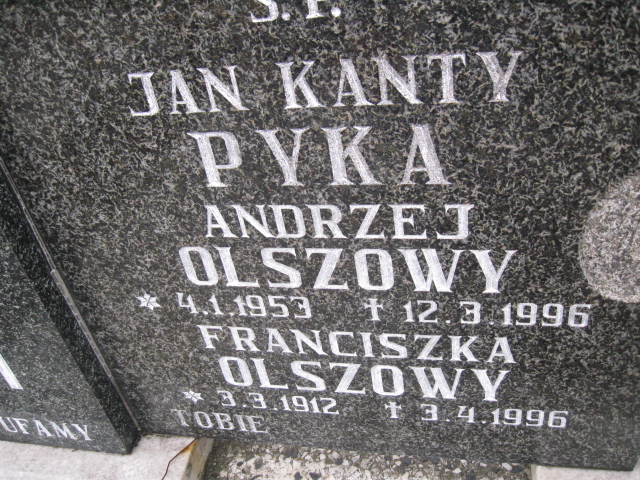 Ś.P.
JAN KANTY
PYKA
ANDRZEJ
OLSZOWY
* 4.1.1953 † 12.3.1996
FRANCISZKA
OLSZOWY
* 3.3.1912 † 3.4.1996
UFAMY TOBIE